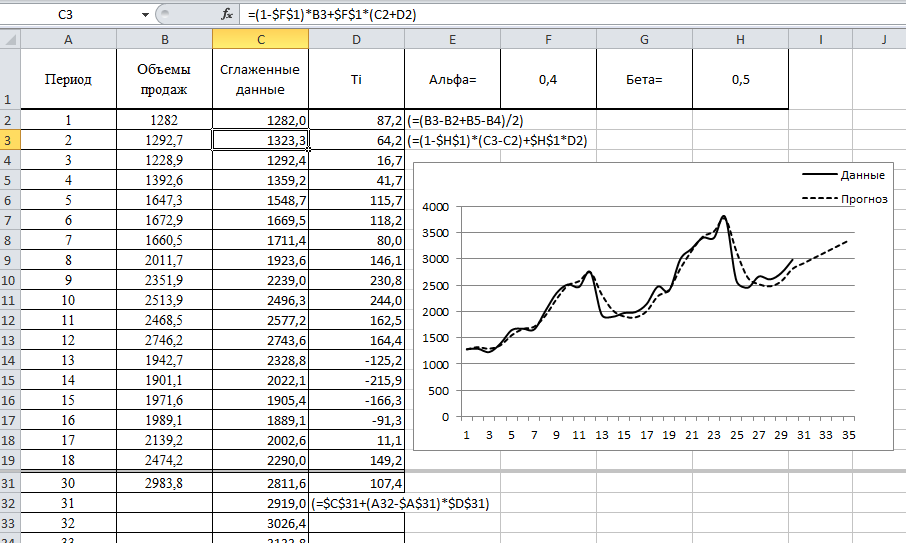 C3 fx =(1-$F$1)*B3+$F$1*(C2+D2)
A B C D E F G H I J
1 Период Объемы продаж Сглаженные данные Ti Альфа= 0,4 Бета= 0,5
2 1 1282 1282,0 87,2 (=(B3-B2+B5-B4)/2)
3 2 1292,7 1323,3 64,2 (=(1-$H$1)*(C3-C2)+$H$1*D2)
4 3 1228,9 1292,4 16,7
5 4 1392,6 1359,2 41,7
6 5 1647,3 1548,7 115,7
7 6 1672,9 1669,5 118,2
8 7 1660,5 1711,4 80,0
9 8 2011,7 1923,6 146,1
10 9 2351,9 2239,0 230,8
11 10 2513,9 2496,3 244,0
12 11 2468,5 2577,2 162,5
13 12 2746,2 2743,6 164,4
14 13 1942,7 2328,8 -125,2
15 14 1901,1 2022,1 -215,9
16 15 1971,6 1905,4 -166,3
17 16 1989,1 1889,1 -91,3
18 17 2139,2 2002,6 11,1
19 18 2474,2 2290,0 149,2
31 30 2983,8 2811,6 107,4
32 31 2919,0 (=$C$31+(A32-$A$31)*$D$31)
33 32 3026,4
Данные
Прогноз
4000
3500
3000
2500
2000
1500
1000
500
0
1 3 5 7 9 11 13 15 17 19 21 23 25 27 29 31 33 35